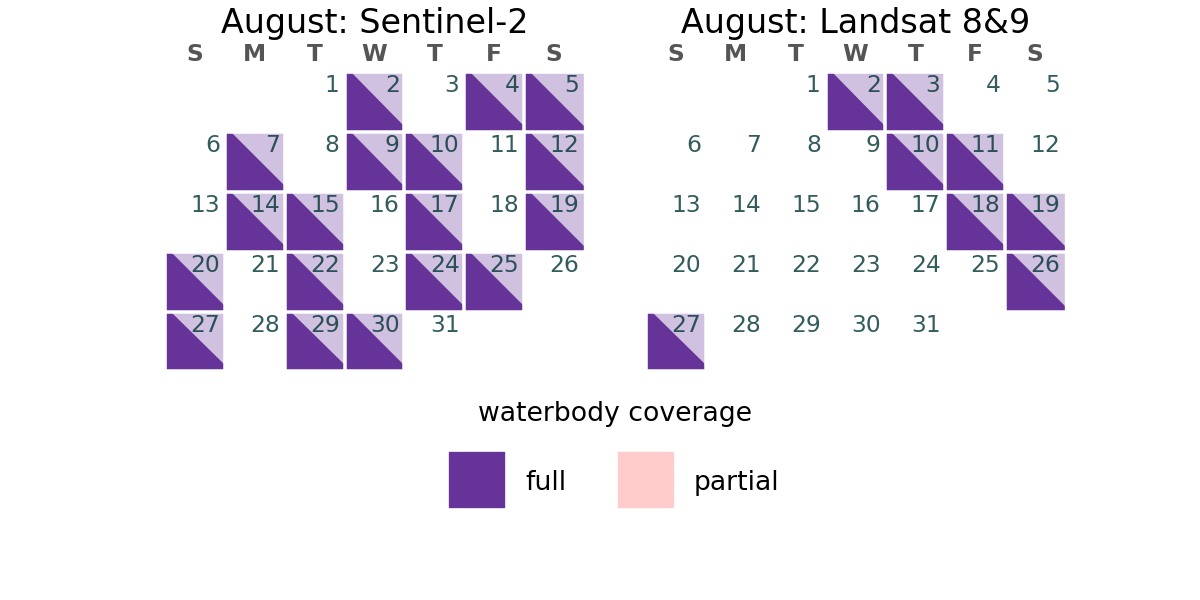 August: Sentinel-2
S M T W T F S
1 2 3 4 5
6 7 8 9 10 11 12
13 14 15 16 17 18 19
20 21 22 23 24 25 26
27 28 29 30 31
August: Landsat 8&9
S M T W T F S
1 2 3 4 5
6 7 8 9 10 11 12
13 14 15 16 17 18 19
20 21 22 23 24 25 26
27 28 29 30 31
waterbody coverage
full
partial